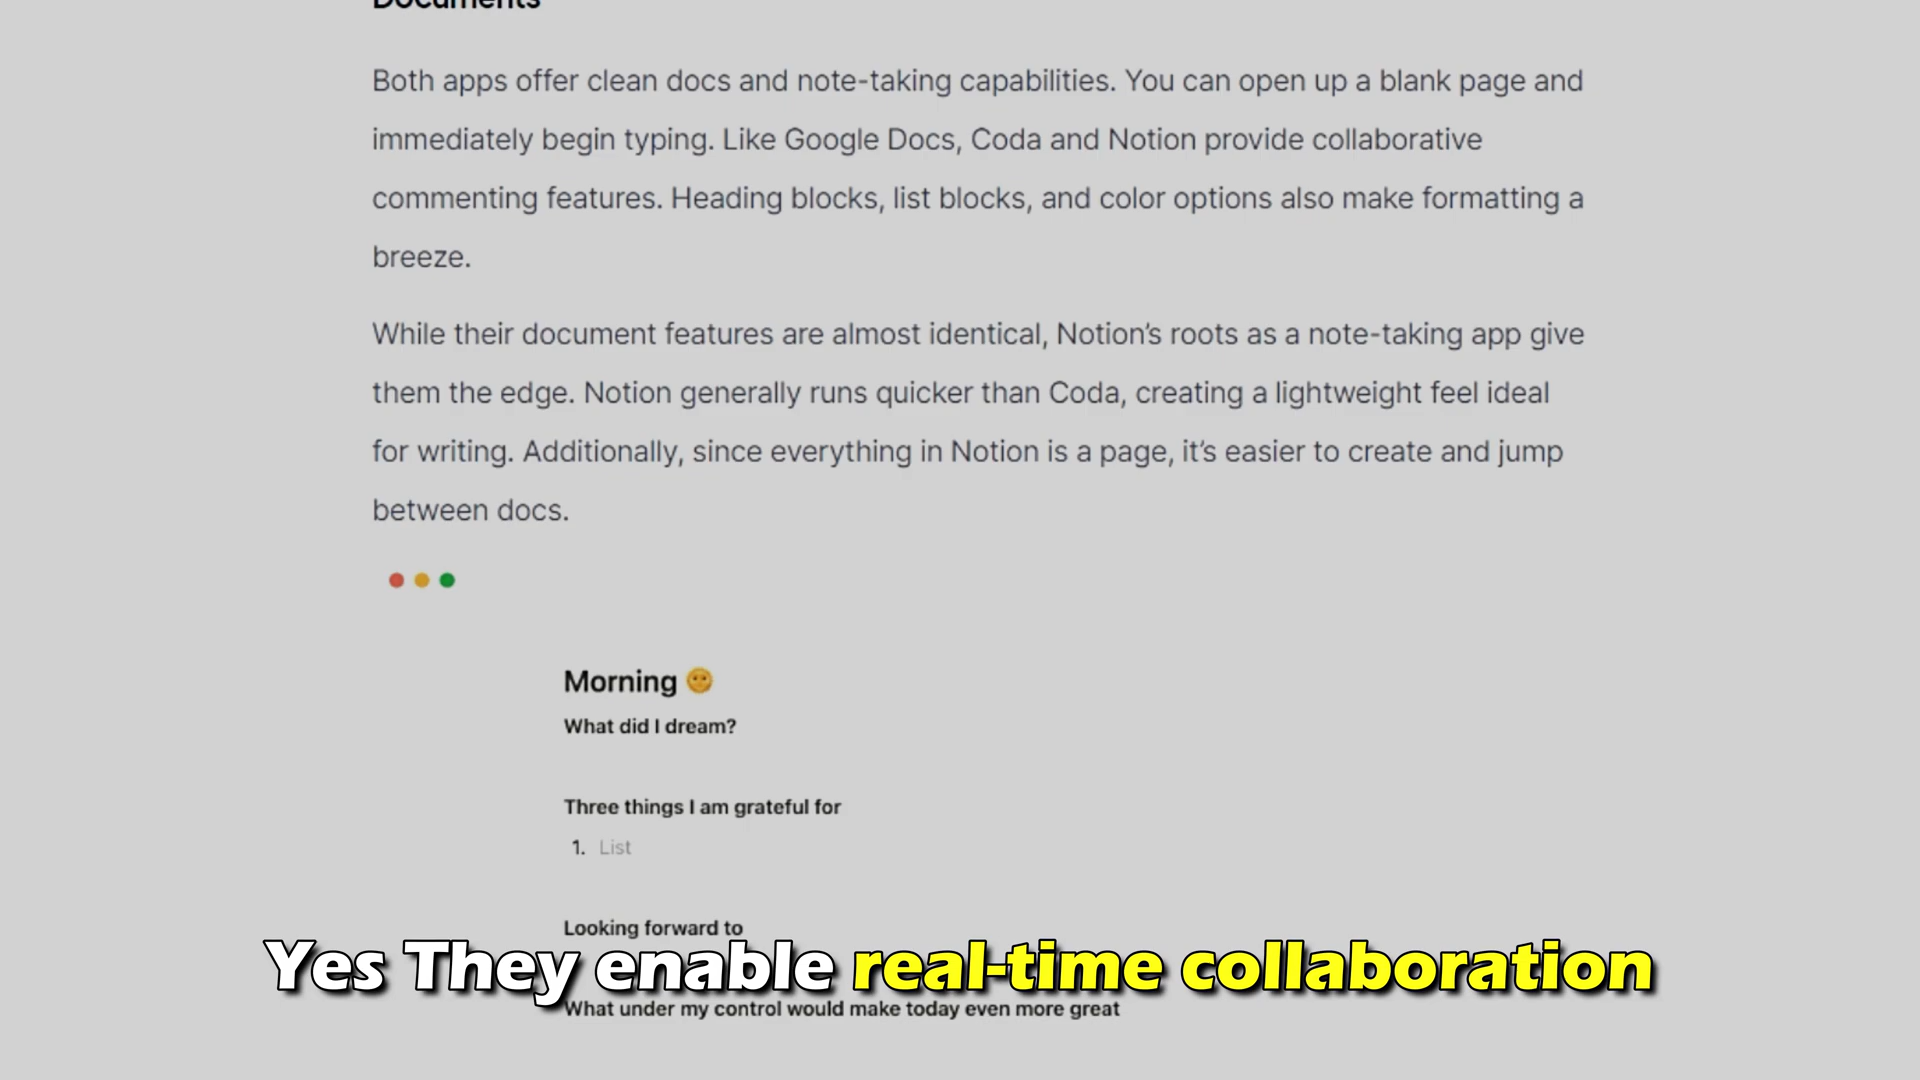 Documents
Both apps offer clean docs and note-taking capabilities. You can open up a blank page and
immediately begin typing. Like Google Docs, Coda and Notion provide collaborative
commenting features. Heading blocks, list blocks, and color options also make formatting a
breeze.
While their document features are almost identical, Notion’s roots as a note-taking app give
them the edge. Notion generally runs quicker than Coda, creating a lightweight feel ideal
for writing. Additionally, since everything in Notion is a page, it’s easier to create and jump
between docs.
Morning 🌝
What did I dream?
Three things I am grateful for
1. List
Looking forward to
Yes They enable real-time collaboration
What under my control would make today even more great